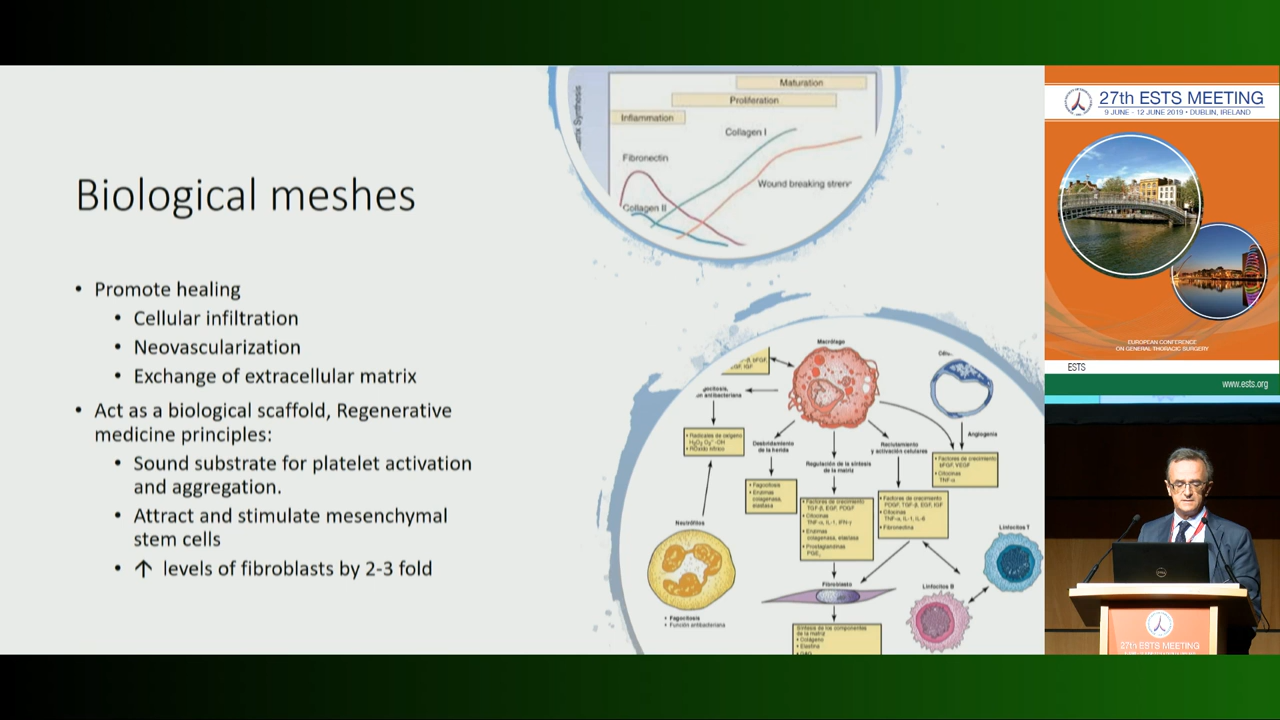 Biological meshes
• Promote healing
• Cellular infiltration
• Neovascularization
• Exchange of extracellular matrix
• Act as a biological scaffold, Regenerative
medicine principles:
• Sound substrate for platelet activation
and aggregation.
• Attract and stimulate mesenchymal
stem cells
• ↑ levels of fibroblasts by 2-3 fold
Maturation
Proliferation
Inflammation
Collagen I
Fibronectin
Wound breaking
Collagen II
Macrófago
Angiogenia
• Radicales de oxígeno
• Óxido nítrico
Desbridamiento
de la herida
Regulación de la síntesis
de la matriz
Reclutamiento
y activación celulares
• Factores de crecimiento
bFGF, VEGF
• Citocinas
TNF-α
• Fagocitosis
• Enzimas
colagenasa,
elastasa
• Factores de crecimiento
TGF-β, EGF, PDGF
• Citocinas
TNF-α, IL-1, IFN-γ
• Enzimas
colagenasa, elastasa
• Prostaglandinas
PGE₂
• Factores de crecimiento
PDGF, TGF-β, EGF, IGF
• Citocinas
TNF-α, IL-1, IL-6
• Fibronectina
Neutrófilos
• Fagocitosis
• Función antibacteriana
Fibroblasto
Linfocitos B
Linfocitos T
Síntesis de los componentes
de la matriz
• Colágeno
• Elastina
27th ESTS MEETING
9 JUNE - 12 JUNE 2019 • DUBLIN, IRELAND
EUROPEAN CONFERENCE
ON GENERAL THORACIC SURGERY
ESTS
www.ests.org
27th ESTS MEETING